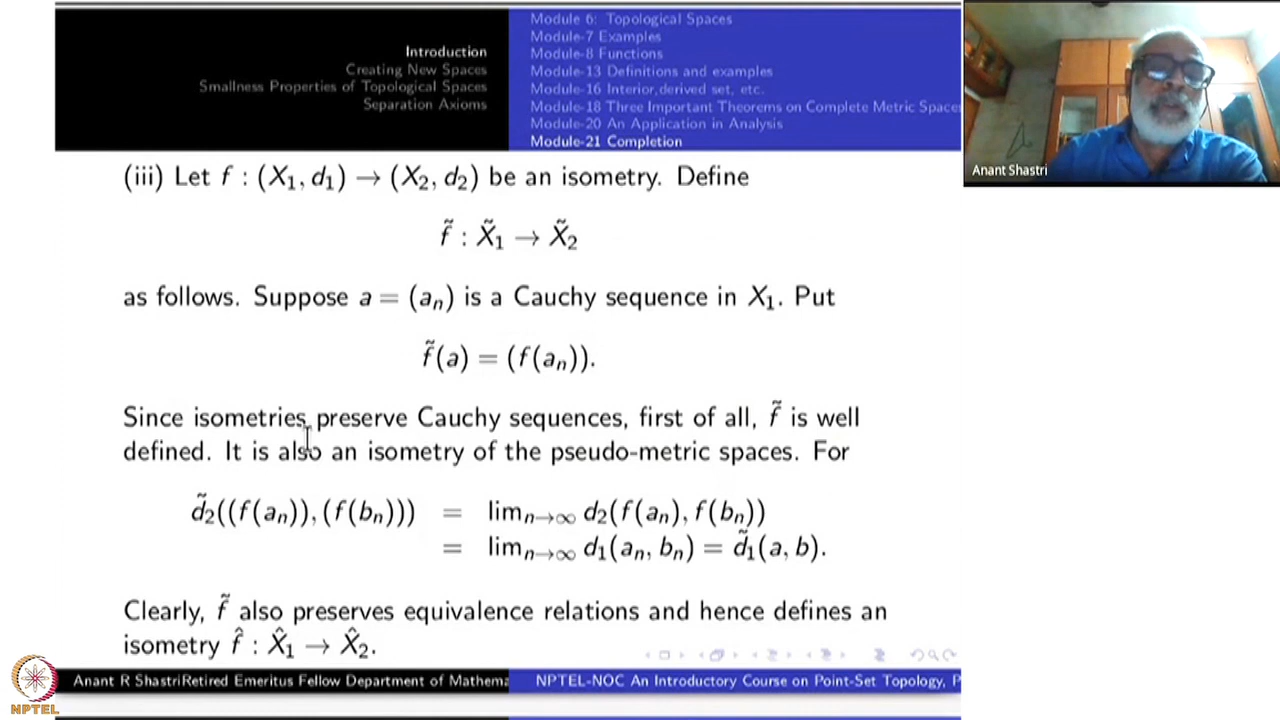 Introduction
Creating New Spaces
Smallness Properties of Topological Spaces
Separation Axioms
Module 6: Topological Spaces
Module-7 Examples
Module-8 Functions
Module-13 Definitions and examples
Module-16 Interior,derived set, etc.
Module-18 Three Important Theorems on Complete Metric Space
Module-20 An Application in Analysis
Module-21 Completion
Anant Shastri
(iii) Let f : (X₁, d₁) → (X₂, d₂) be an isometry. Define
f̃ : X̃₁ → X̃₂
as follows. Suppose a = (aₙ) is a Cauchy sequence in X₁. Put
f̃(a) = (f(aₙ)).
Since isometries preserve Cauchy sequences, first of all, f̃ is well
defined. It is also an isometry of the pseudo-metric spaces. For
d̃₂((f(aₙ)), (f(bₙ))) = limₙ→∞ d₂(f(aₙ), f(bₙ))
= limₙ→∞ d₁(aₙ, bₙ) = d̃₁(a, b).
Clearly, f̃ also preserves equivalence relations and hence defines an
isometry f̂ : X̂₁ → X̂₂.
NPTEL
Anant R ShastriRetired Emeritus Fellow Department of Mathema
NPTEL-NOC An Introductory Course on Point-Set Topology, P